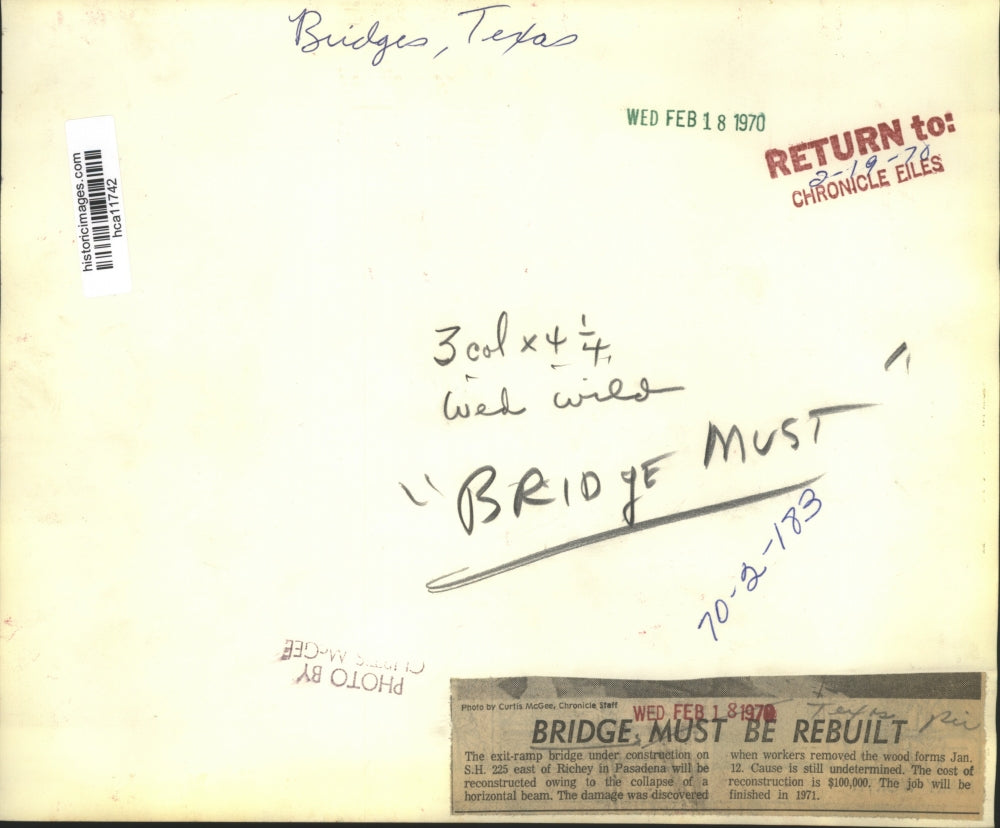 Bridges, Texas
WED FEB 18 1970
RETURN to:
2-19-70
CHRONICLE FILES
historicimages.com
hca11742
3 col x 4 1/4
Wed wild
"BRIDgE MUST"
70-2-183
PHOTO BY
CURTIS McGEE
Photo by Curtis McGee, Chronicle Staff
WED FEB 18 1970
Texas
BRIDGE MUST BE REBUILT
The exit-ramp bridge under construction on
S.H. 225 east of Richey in Pasadena will be
reconstructed owing to the collapse of a
horizontal beam. The damage was discovered
when workers removed the wood forms Jan.
12. Cause is still undetermined. The cost of
reconstruction is $100,000. The job will be
finished in 1971.